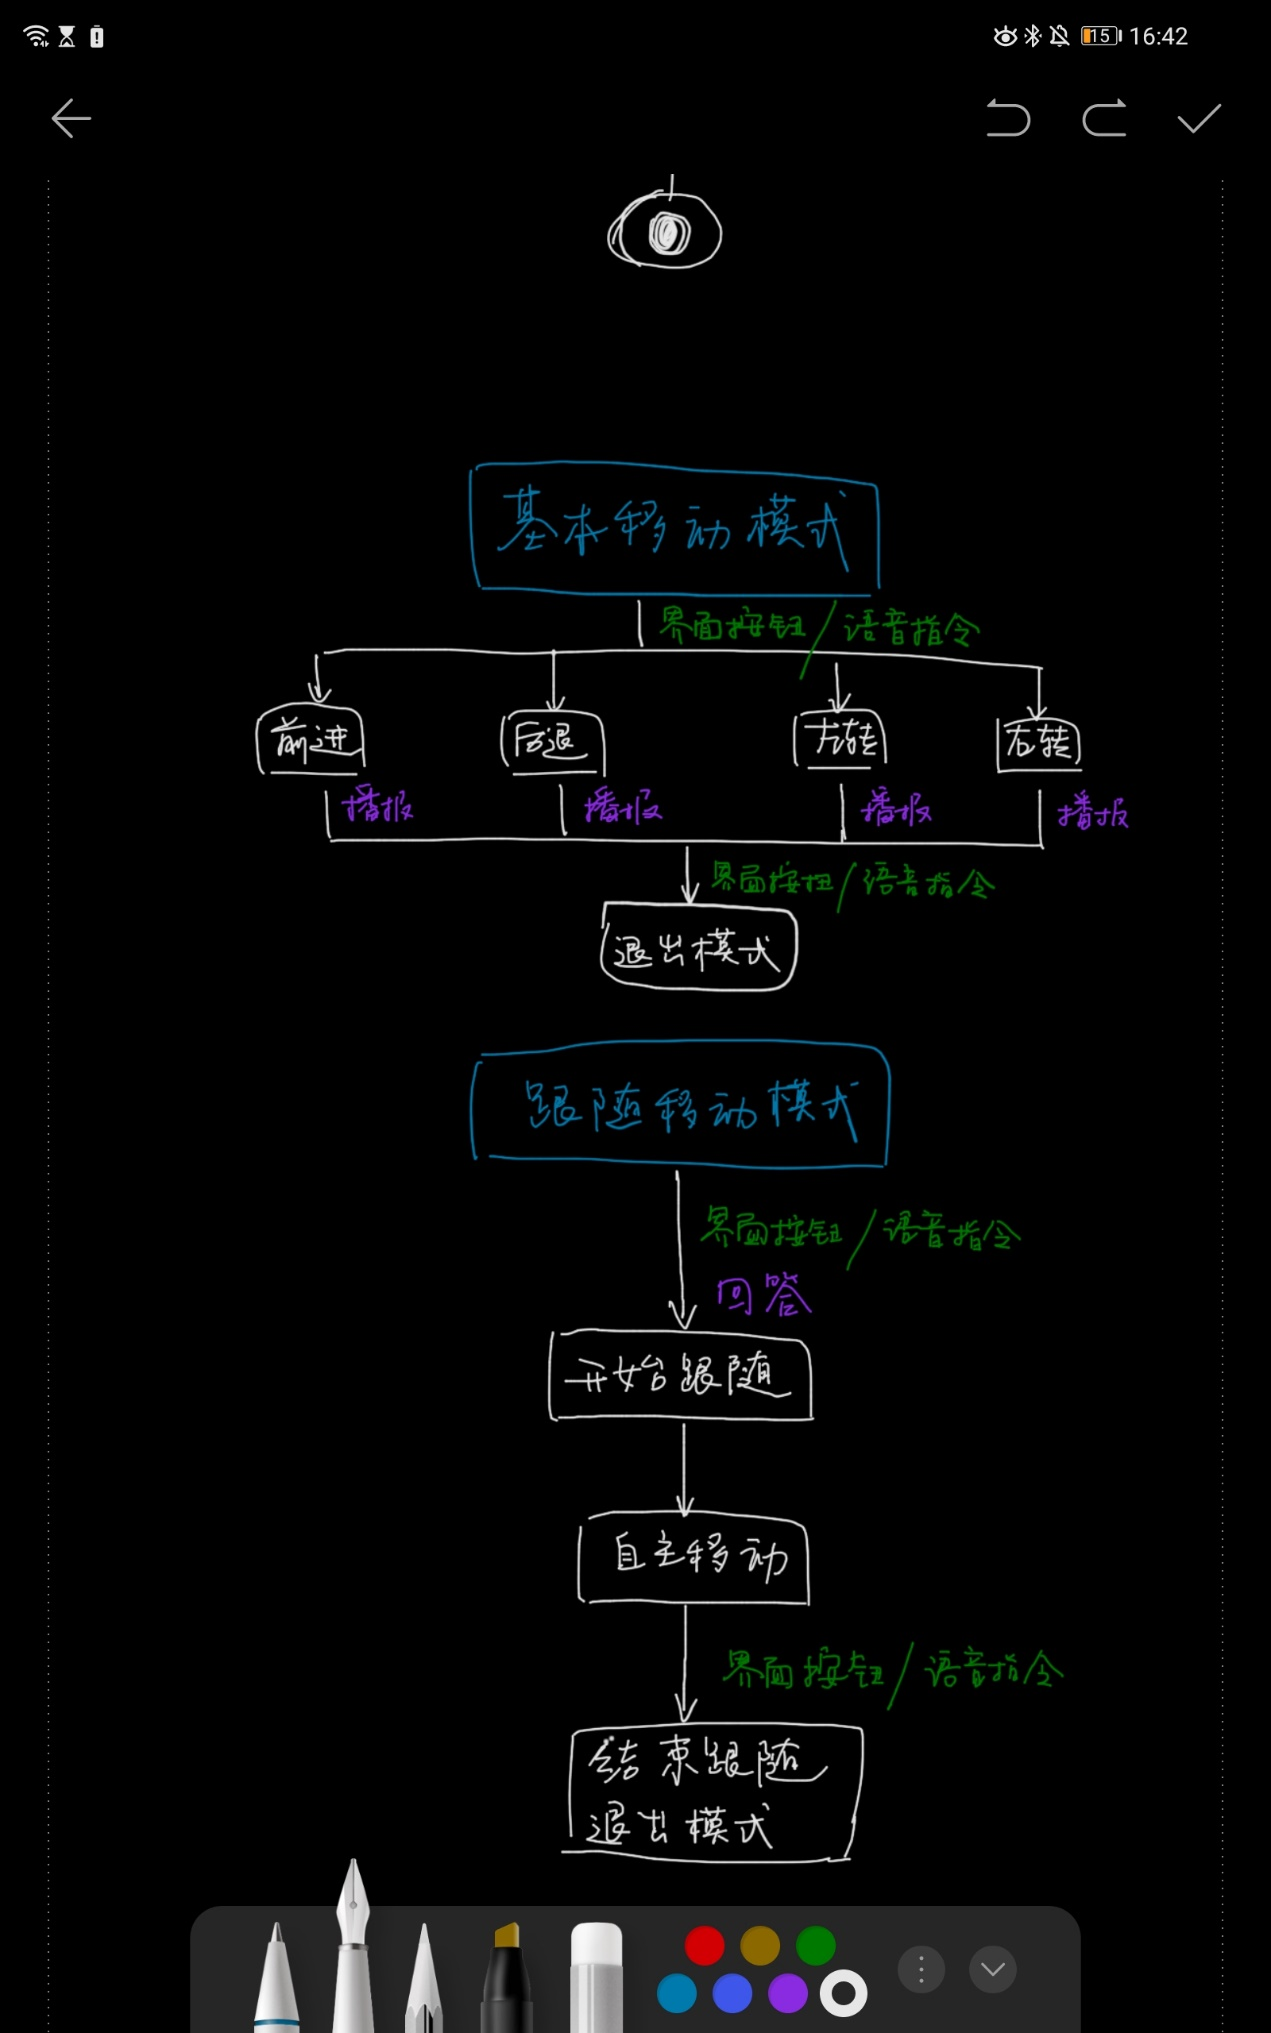 15 16:42
基本移动模式
界面按钮/语音指令
前进 后退 左转 右转
播报 播报 播报 播报
界面按钮/语音指令
退出模式
跟随移动模式
界面按钮/语音指令
回答
开始跟随
自主移动
界面按钮/语音指令
结束跟随
退出模式